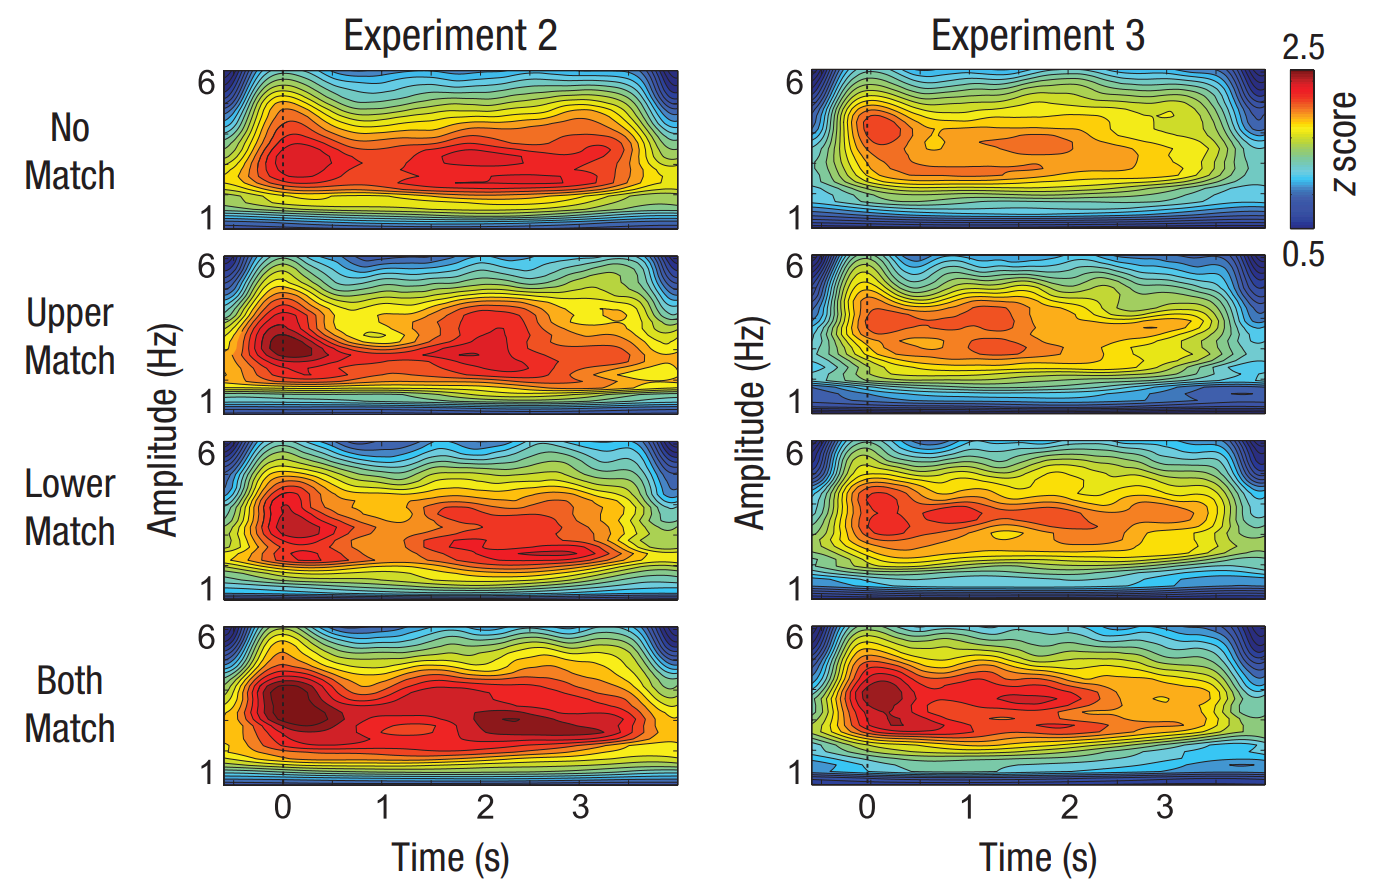 Experiment 2
Experiment 3
2.5
z score
0.5
No
Match
6
1
6
1
Upper
Match
6
1
6
1
Amplitude (Hz)
Amplitude (Hz)
Lower
Match
6
1
6
1
Both
Match
6
1
6
1
0 1 2 3
0 1 2 3
Time (s)
Time (s)